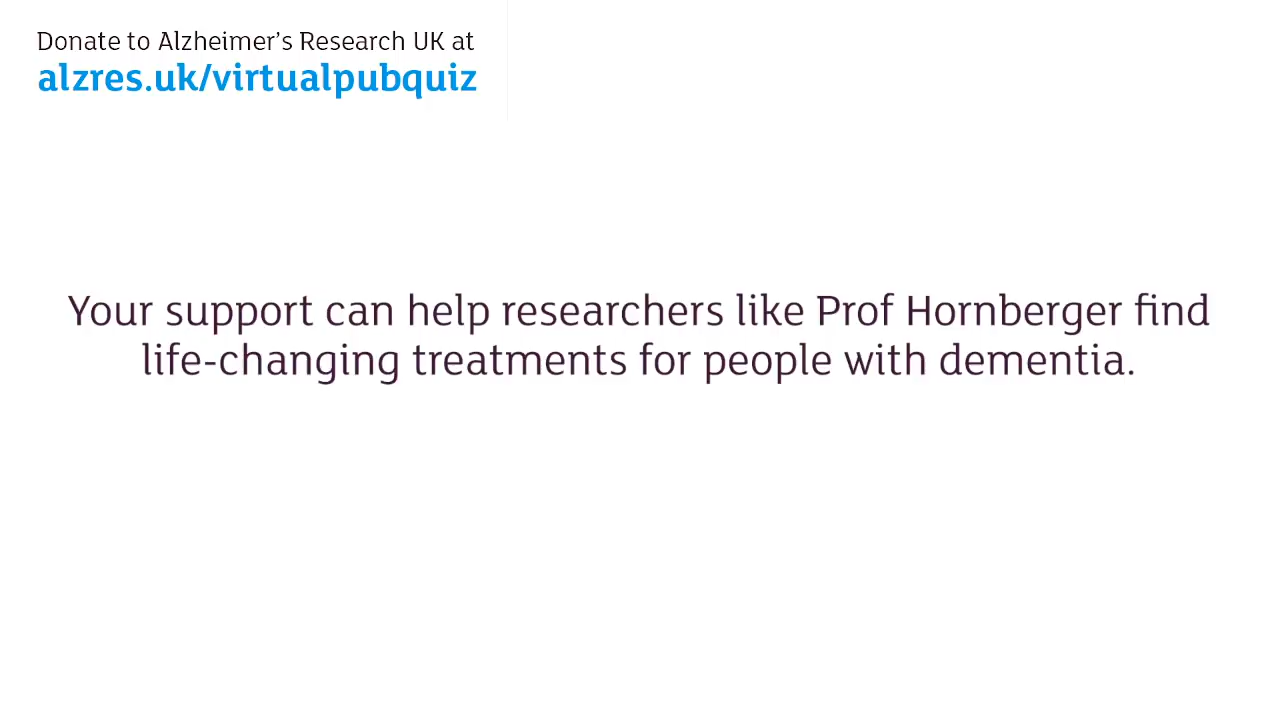 Donate to Alzheimer’s Research UK at
alzres.uk/virtualpubquiz
Your support can help researchers like Prof Hornberger find
life-changing treatments for people with dementia.